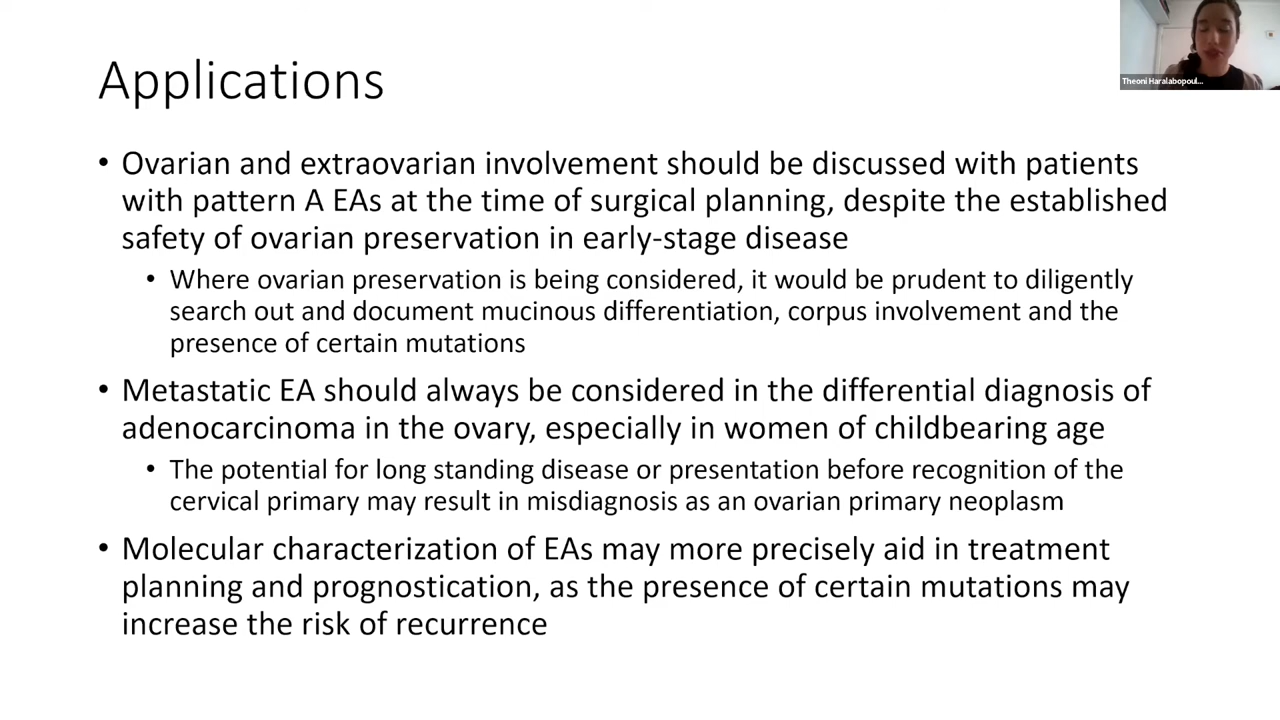 Applications
Theoni Haralabopoul...
• Ovarian and extraovarian involvement should be discussed with patients
with pattern A EAs at the time of surgical planning, despite the established
safety of ovarian preservation in early-stage disease
• Where ovarian preservation is being considered, it would be prudent to diligently
search out and document mucinous differentiation, corpus involvement and the
presence of certain mutations
• Metastatic EA should always be considered in the differential diagnosis of
adenocarcinoma in the ovary, especially in women of childbearing age
• The potential for long standing disease or presentation before recognition of the
cervical primary may result in misdiagnosis as an ovarian primary neoplasm
• Molecular characterization of EAs may more precisely aid in treatment
planning and prognostication, as the presence of certain mutations may
increase the risk of recurrence